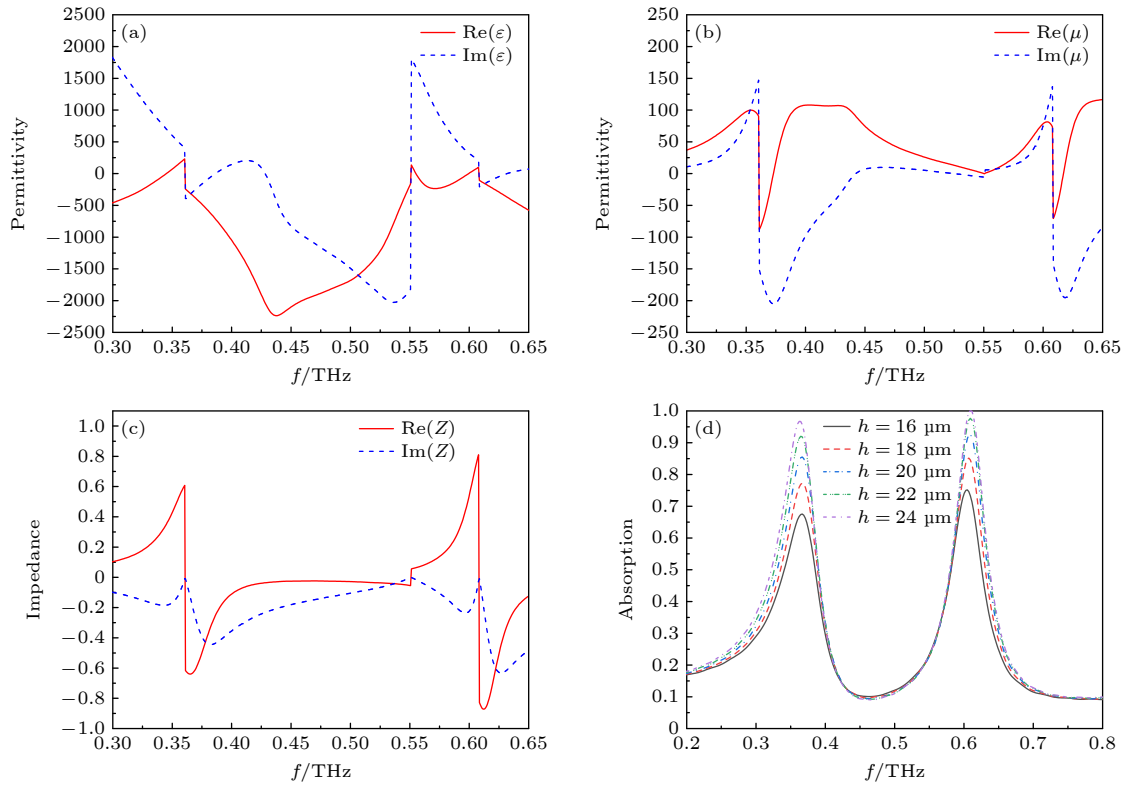 (a)
Re(ε)
Im(ε)
2500
2000
1500
1000
500
0
−500
−1000
−1500
−2000
−2500
Permittivity
0.30 0.35 0.40 0.45 0.50 0.55 0.60 0.65
f/THz
(b)
Re(μ)
Im(μ)
250
200
150
100
50
0
−50
−100
−150
−200
−250
Permittivity
0.30 0.35 0.40 0.45 0.50 0.55 0.60 0.65
f/THz
(c)
Re(Z)
Im(Z)
1.0
0.8
0.6
0.4
0.2
0
−0.2
−0.4
−0.6
−0.8
−1.0
Impedance
0.30 0.35 0.40 0.45 0.50 0.55 0.60 0.65
f/THz
(d)
h = 16 μm
h = 18 μm
h = 20 μm
h = 22 μm
h = 24 μm
1.0
0.9
0.8
0.7
0.6
0.5
0.4
0.3
0.2
0.1
0
Absorption
0.2 0.3 0.4 0.5 0.6 0.7 0.8
f/THz